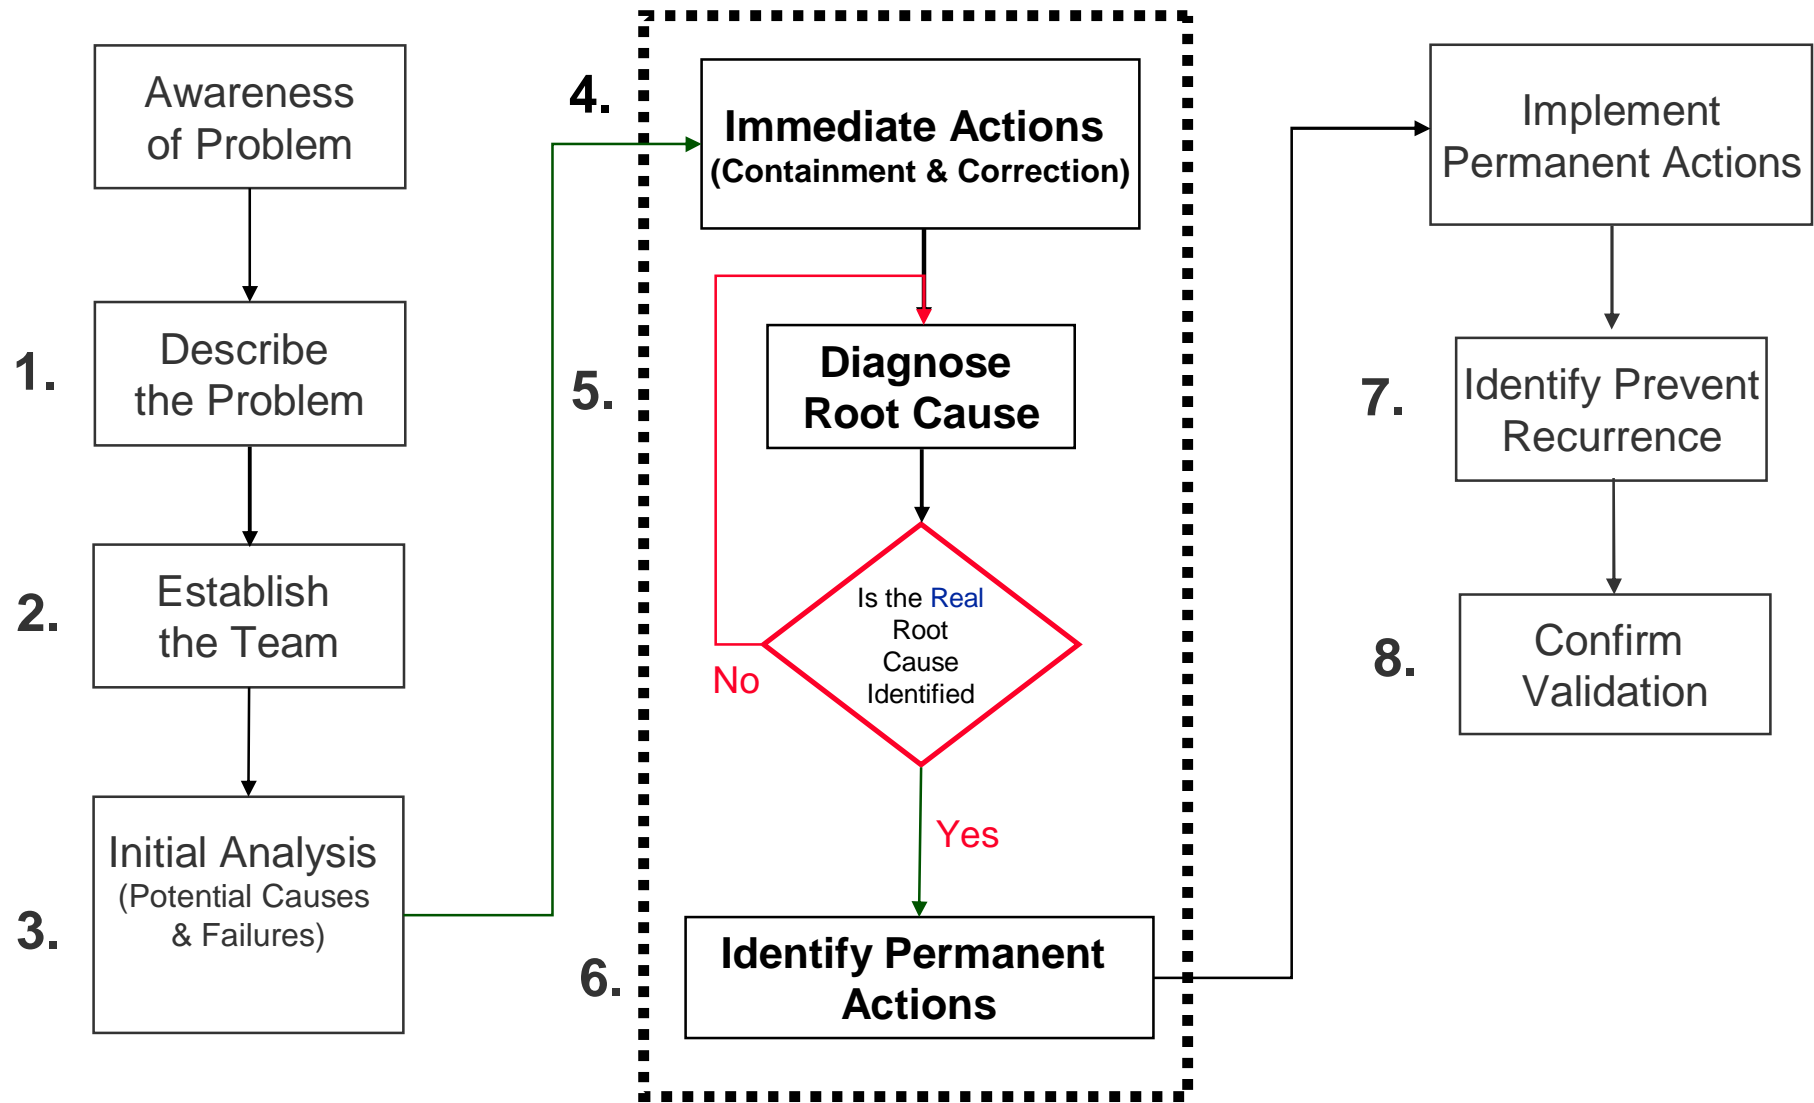 Awareness
of Problem
1.
Describe
the Problem
2.
Establish
the Team
3.
Initial Analysis
(Potential Causes
& Failures)
4.
Immediate Actions
(Containment & Correction)
5.
Diagnose
Root Cause
Is the Real
Root
Cause
Identified
No
Yes
6.
Identify Permanent
Actions
Implement
Permanent Actions
7.
Identify Prevent
Recurrence
8.
Confirm
Validation